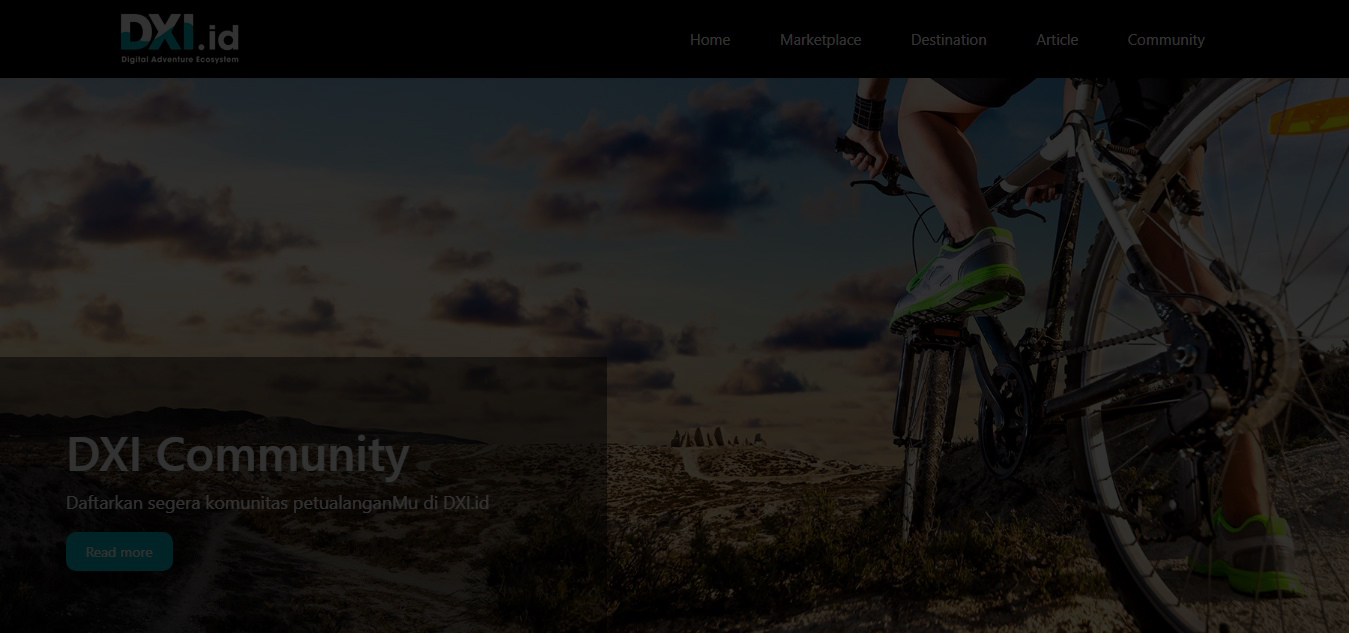 DXI.id
Digital Adventure Ecosystem
Home
Marketplace
Destination
Article
Community
DXI Community
Daftarkan segera komunitas petualanganMu di DXI.id
Read more